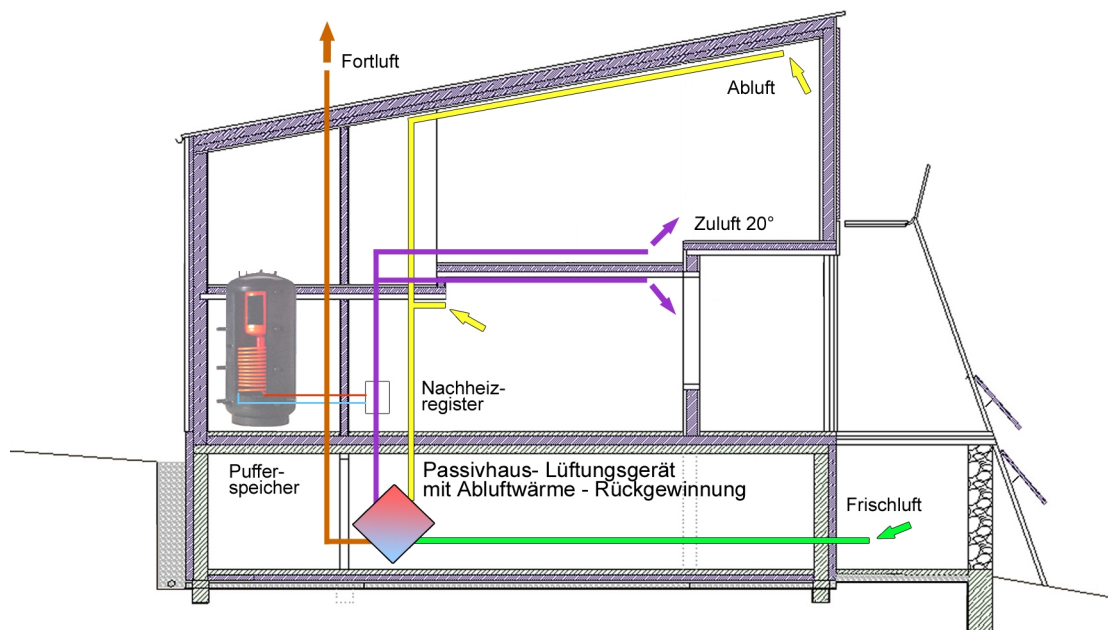 Fortluft
Abluft
Zuluft 20°
Nachheiz-
register
Puffer-
speicher
Passivhaus- Lüftungsgerät
mit Abluftwärme - Rückgewinnung
Frischluft